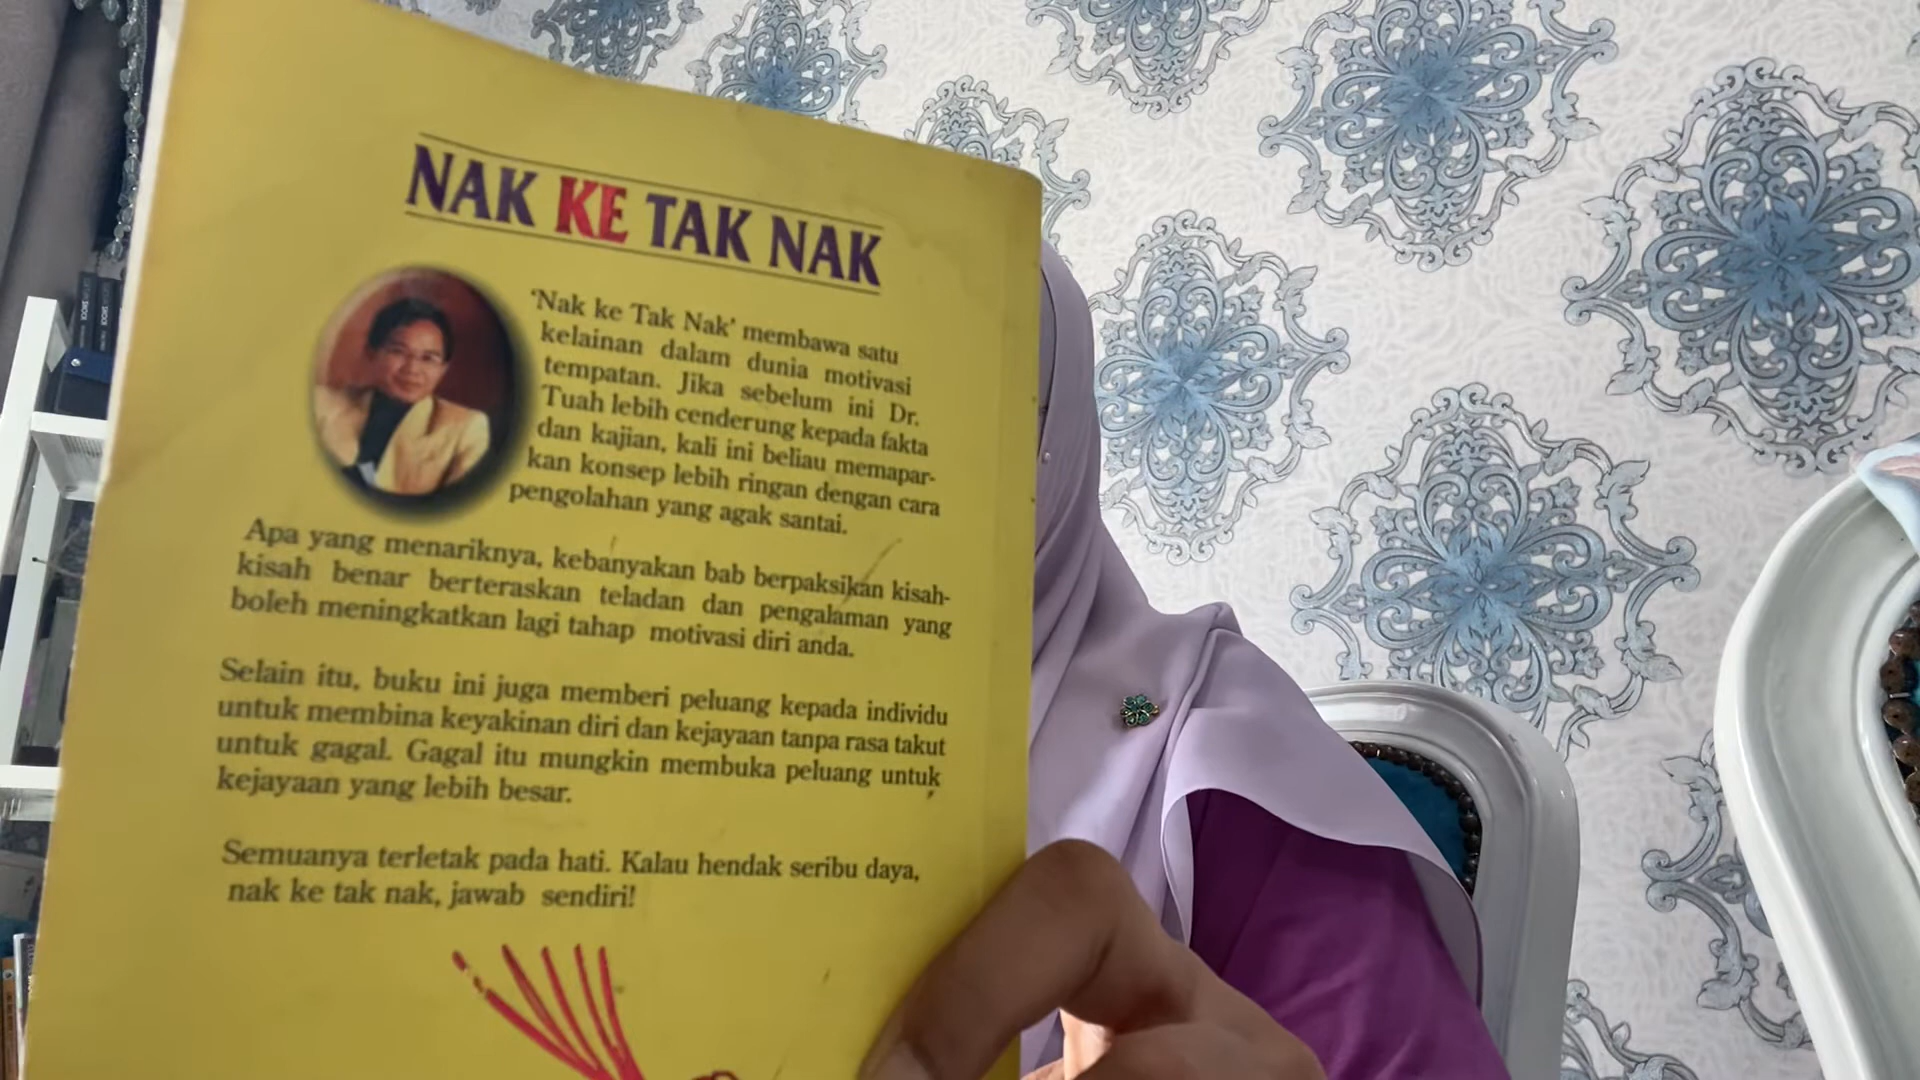 NAK KE TAK NAK
'Nak ke Tak Nak' membawa satu
kelainan dalam dunia motivasi
tempatan. Jika sebelum ini Dr.
Tuah lebih cenderung kepada fakta
dan kajian, kali ini beliau memapar-
kan konsep lebih ringan dengan cara
pengolahan yang agak santai.
Apa yang menariknya, kebanyakan bab berpaksikan kisah-
kisah benar berteraskan teladan dan pengalaman yang
boleh meningkatkan lagi tahap motivasi diri anda.
Selain itu, buku ini juga memberi peluang kepada individu
untuk membina keyakinan diri dan kejayaan tanpa rasa takut
untuk gagal. Gagal itu mungkin membuka peluang untuk
kejayaan yang lebih besar.
Semuanya terletak pada hati. Kalau hendak seribu daya,
nak ke tak nak, jawab sendiri!